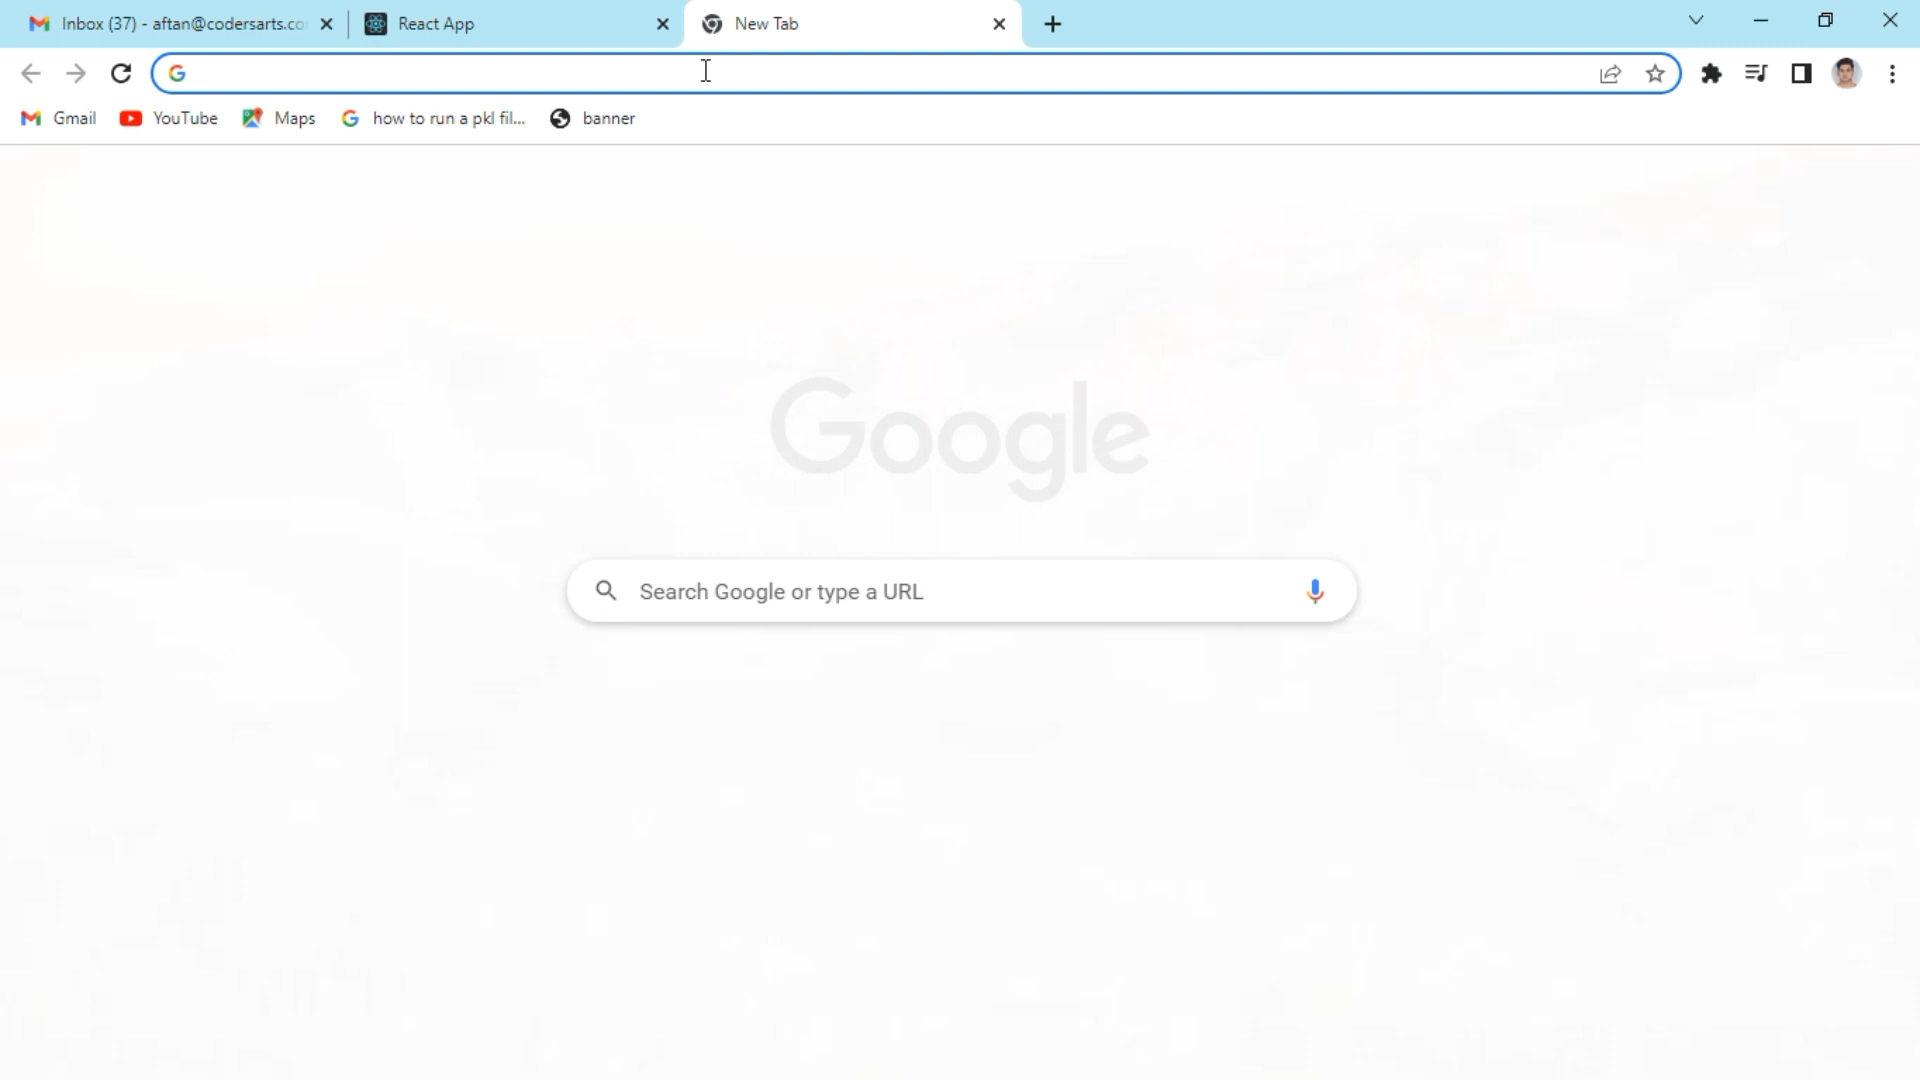 Inbox (37) - aftan@codersarts.co
React App
New Tab
Gmail
YouTube
Maps
how to run a pkl fil...
banner
Google
Search Google or type a URL